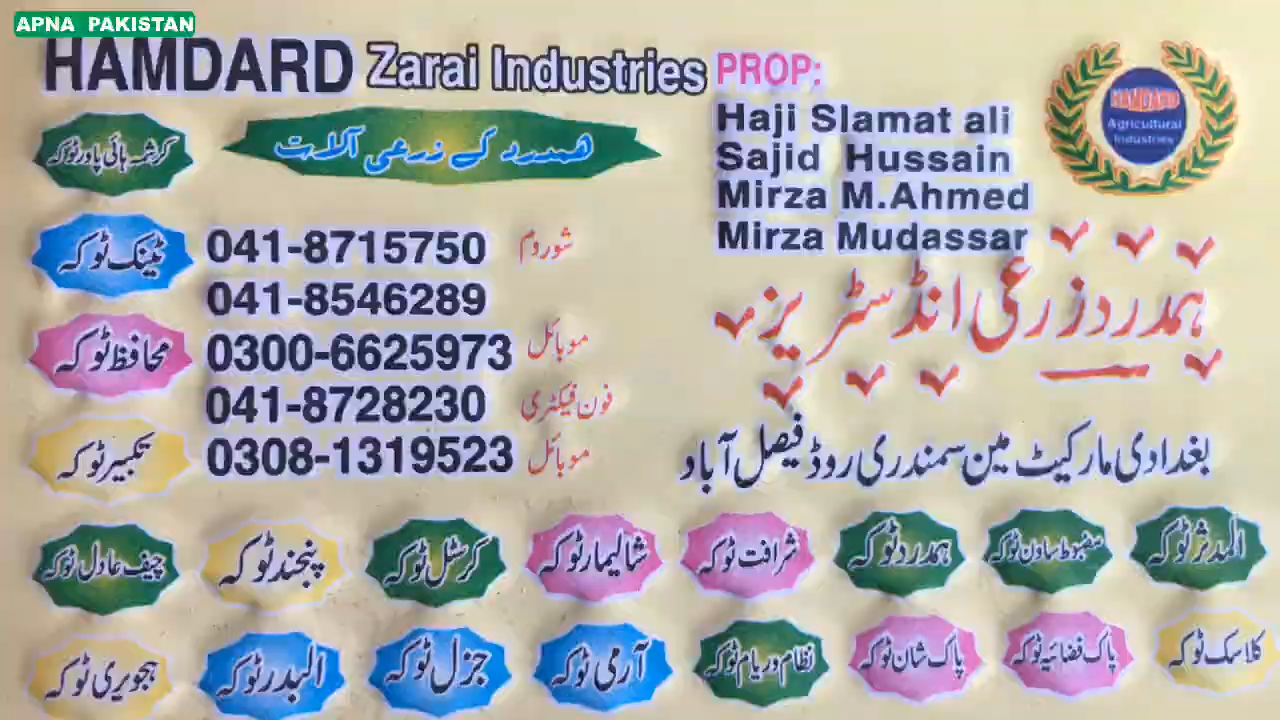 APNA PAKISTAN
HAMDARD Zarai Industries
PROP:
Haji Slamat ali
Sajid Hussain
Mirza M.Ahmed
Mirza Mudassar
HAMDARD
Agricultural
Industries
کرشمہ ہائی پاور ٹوکہ
ہمدرد کے زرعی آلات
ٹینک ٹوکہ
041-8715750 شوروم
041-8546289
محافظ ٹوکہ
0300-6625973 موبائل
041-8728230 فون فیکٹری
تکبیر ٹوکہ
0308-1319523 موبائل
ہمدرد زرعی انڈسٹریز
بغدادی مارکیٹ مین سمندری روڈ فیصل آباد
المدثر ٹوکہ
مضبوط ساون ٹوکہ
ہمدرد ٹوکہ
شرافت ٹوکہ
شالیمار ٹوکہ
کرسٹل ٹوکہ
پنجند ٹوکہ
چیف عادل ٹوکہ
کلاسک ٹوکہ
پاک فضائیہ ٹوکہ
پاک شان ٹوکہ
نظام وریام ٹوکہ
آرمی ٹوکہ
جنرل ٹوکہ
البدر ٹوکہ
ہجویری ٹوکہ